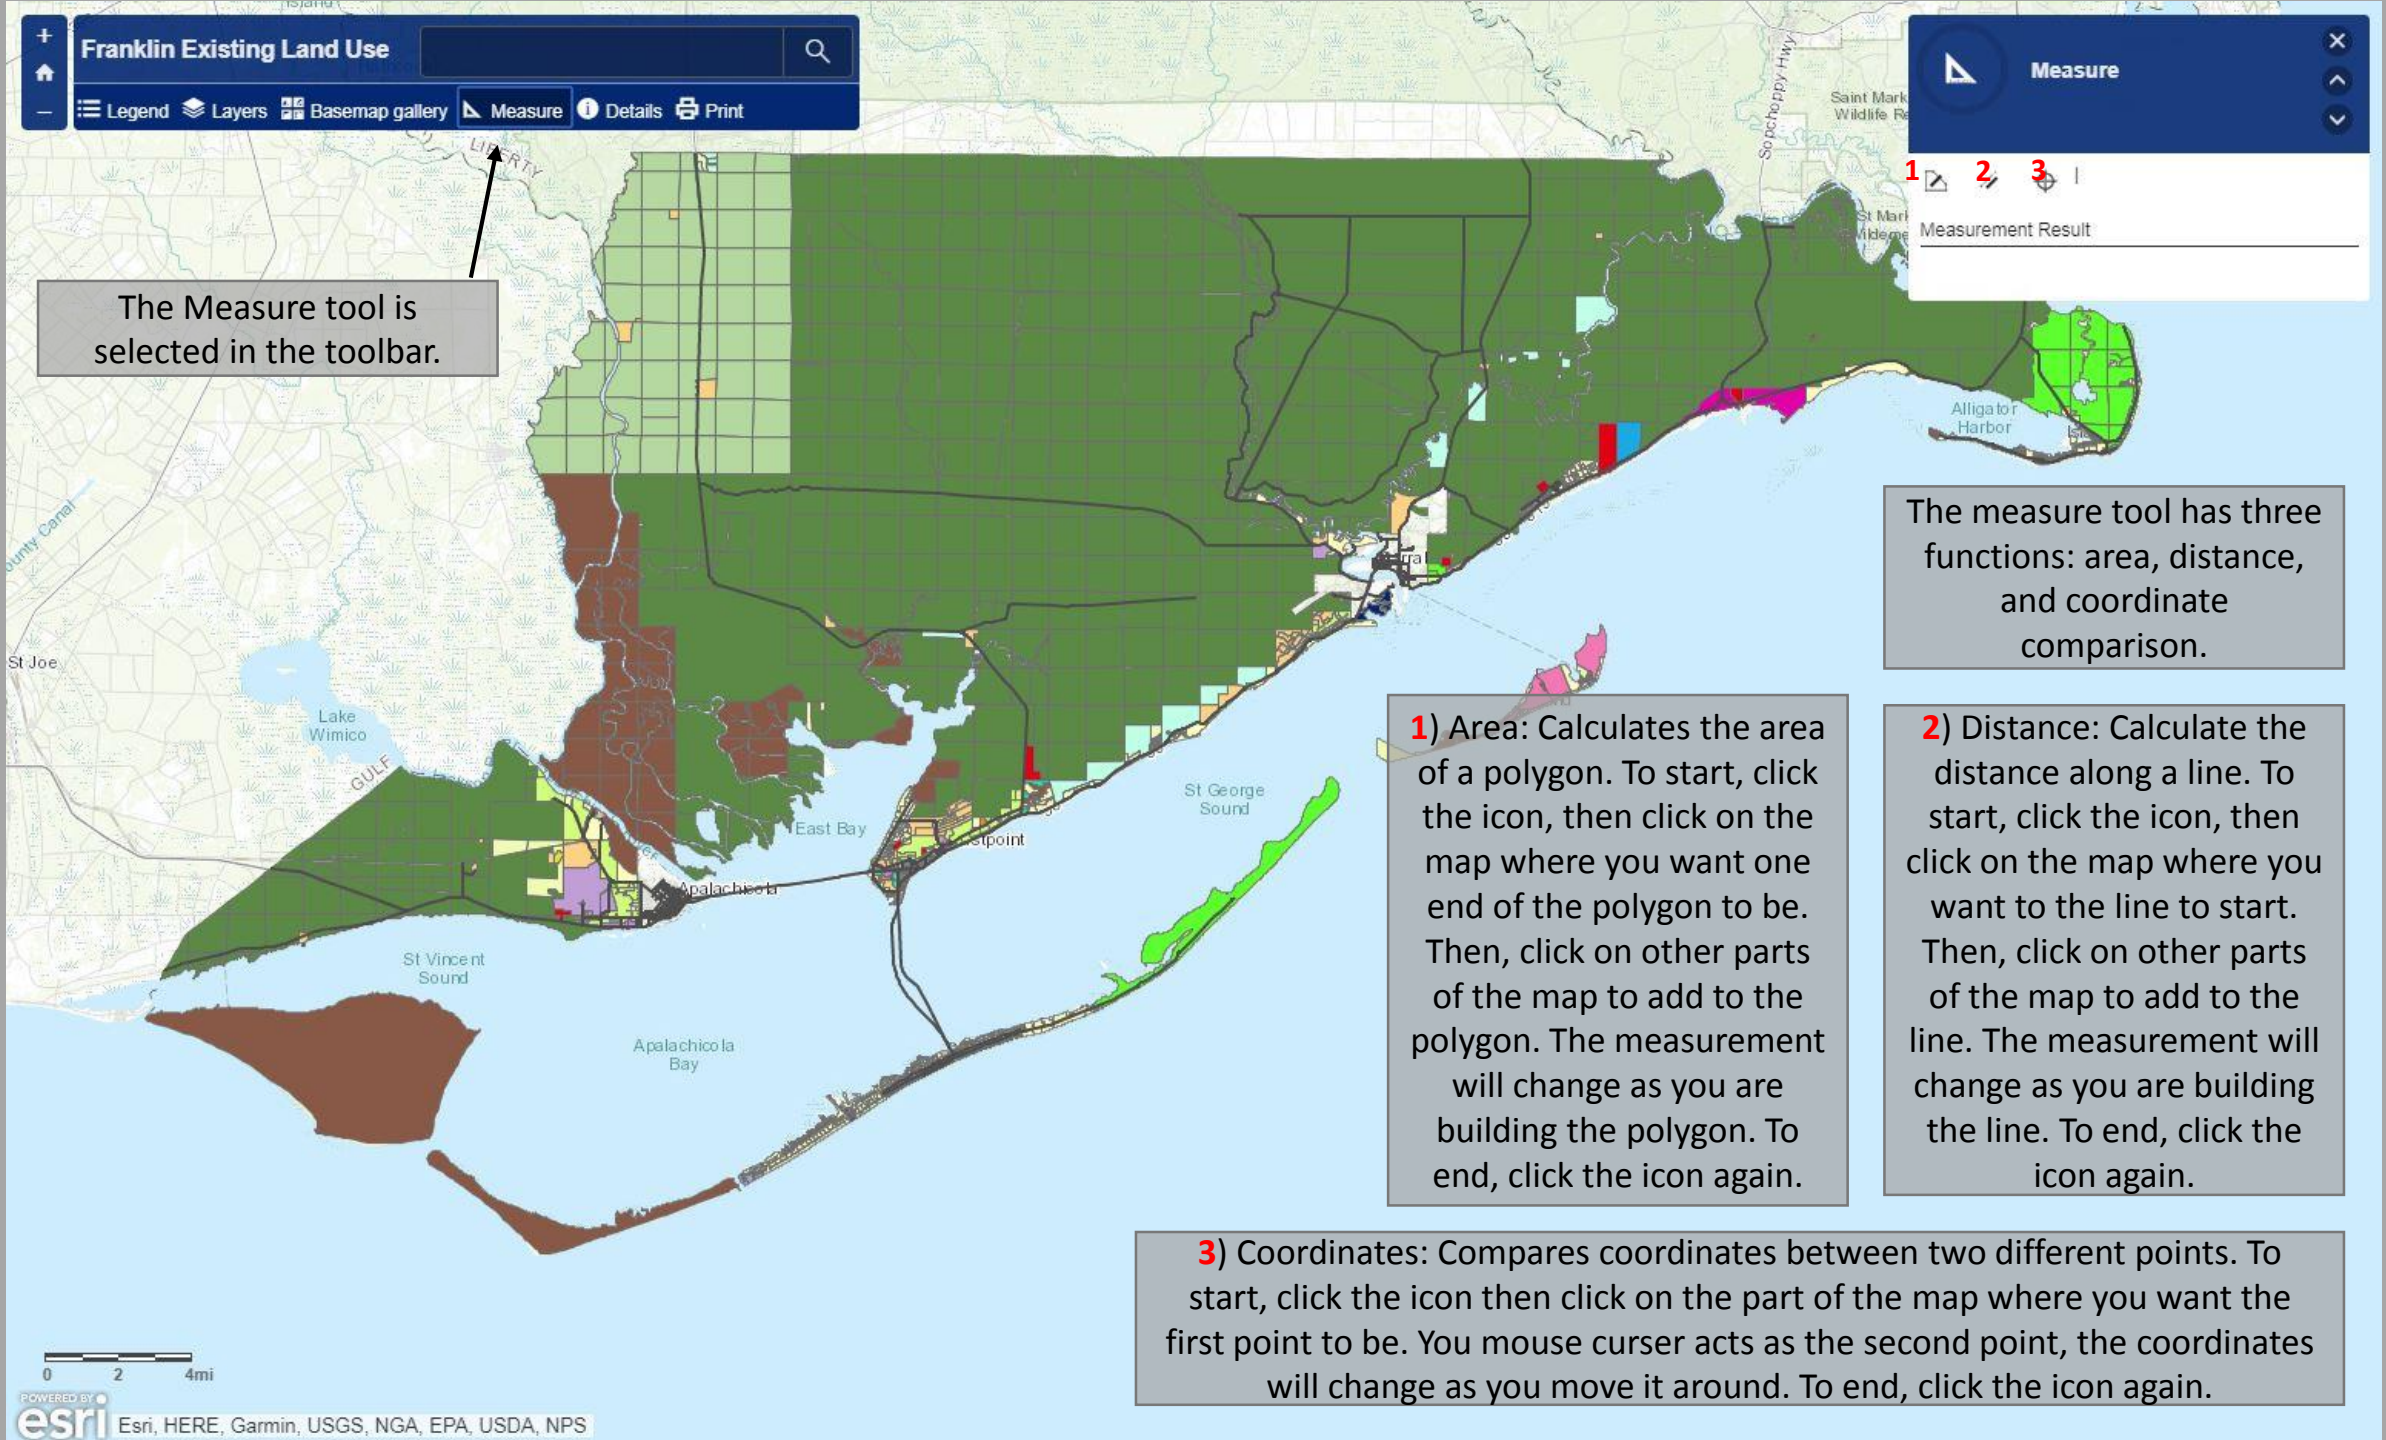 Franklin Existing Land Use
Legend Layers Basemap gallery Measure Details Print
Measure
1 2 3
Measurement Result
LIBERTY
Sopchoppy Hwy
Saint Mark
Wildlife Re
St Mar
The Measure tool is
selected in the toolbar.
Alligator
Harbor
The measure tool has three
functions: area, distance,
and coordinate
comparison.
ounty Canal
St Joe
Lake
Wimico
GULF
1) Area: Calculates the area
of a polygon. To start, click
the icon, then click on the
map where you want one
end of the polygon to be.
Then, click on other parts
of the map to add to the
polygon. The measurement
will change as you are
building the polygon. To
end, click the icon again.
2) Distance: Calculate the
distance along a line. To
start, click the icon, then
click on the map where you
want to the line to start.
Then, click on other parts
of the map to add to the
line. The measurement will
change as you are building
the line. To end, click the
icon again.
St George
Sound
East Bay
tpoint
Apalachicola
St Vincent
Sound
Apalachicola
Bay
3) Coordinates: Compares coordinates between two different points. To
start, click the icon then click on the part of the map where you want the
first point to be. You mouse curser acts as the second point, the coordinates
will change as you move it around. To end, click the icon again.
0 2 4mi
POWERED BY
esri
Esri, HERE, Garmin, USGS, NGA, EPA, USDA, NPS